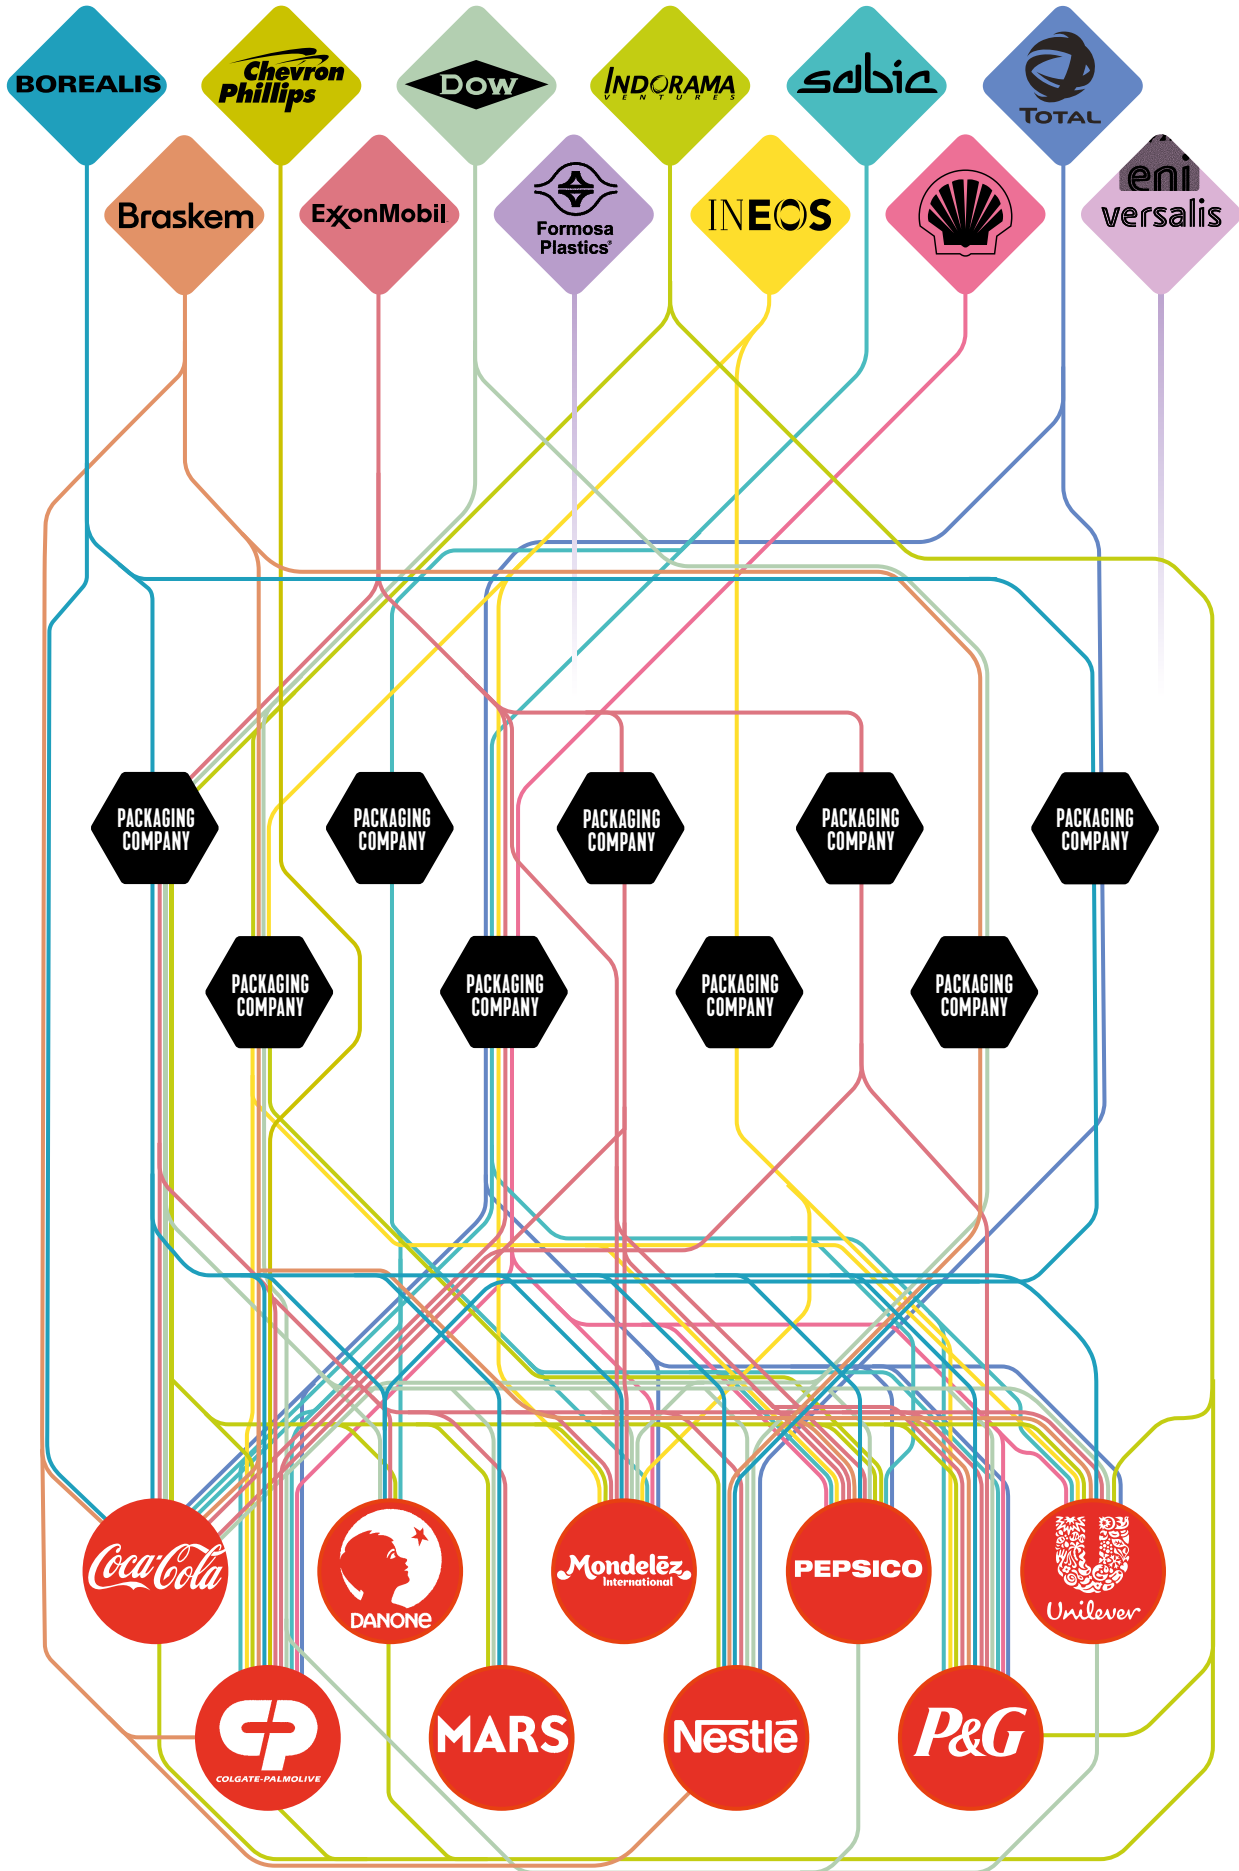 BOREALIS
Chevron
Phillips
Dow
INDORAMA
VENTURES
sabic
TOTAL
Braskem
ExxonMobil
Formosa
Plastics
INEOS
eni
versalis
PACKAGING
COMPANY
PACKAGING
COMPANY
PACKAGING
COMPANY
PACKAGING
COMPANY
PACKAGING
COMPANY
PACKAGING
COMPANY
PACKAGING
COMPANY
PACKAGING
COMPANY
PACKAGING
COMPANY
Coca-Cola
DANONE
Mondelēz
International
PEPSICO
U
Unilever
CP
COLGATE-PALMOLIVE
MARS
Nestlé
P&G